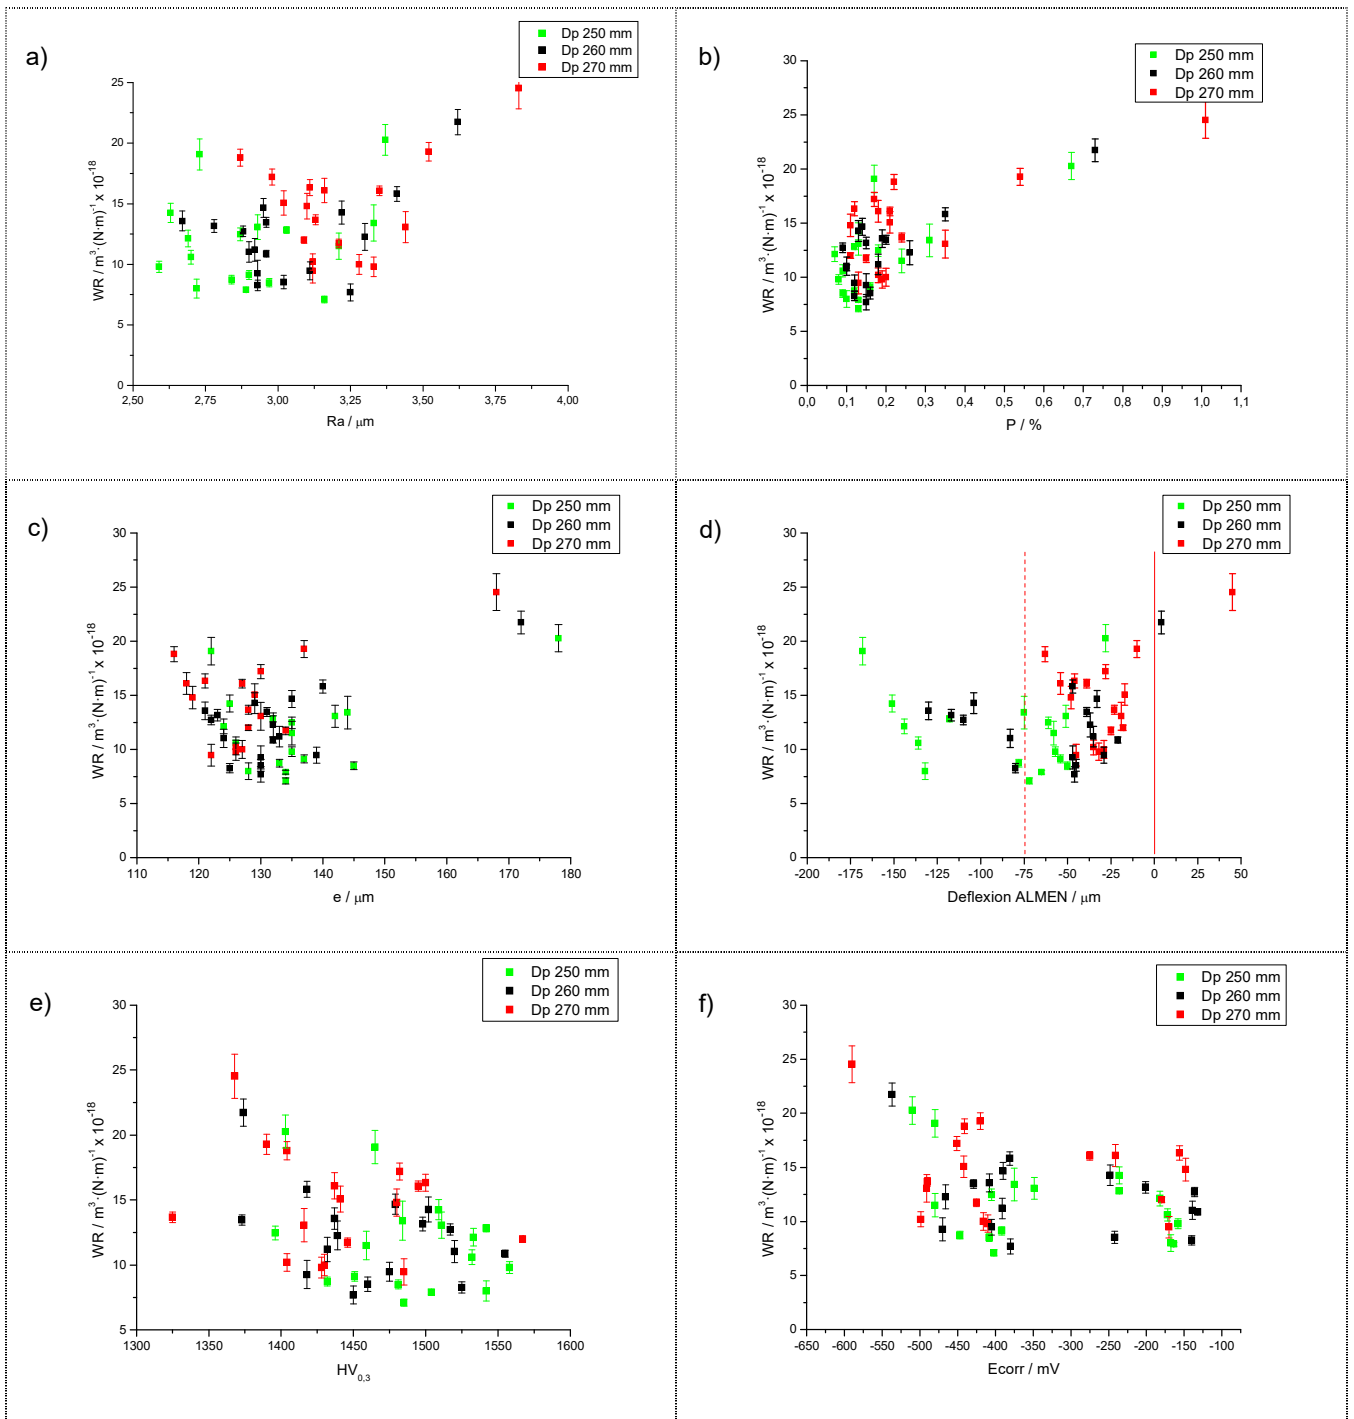 a)
Dp 250 mm
Dp 260 mm
Dp 270 mm
25
20
15
10
5
0
WR / m³·(N·m)⁻¹ x 10⁻¹⁸
2,50 2,75 3,00 3,25 3,50 3,75 4,00
Ra / μm
b)
Dp 250 mm
Dp 260 mm
Dp 270 mm
30
25
20
15
10
5
0
WR / m³·(N·m)⁻¹ x 10⁻¹⁸
0,0 0,1 0,2 0,3 0,4 0,5 0,6 0,7 0,8 0,9 1,0 1,1
P / %
c)
Dp 250 mm
Dp 260 mm
Dp 270 mm
30
25
20
15
10
5
0
WR / m³·(N·m)⁻¹ x 10⁻¹⁸
110 120 130 140 150 160 170 180
e / μm
d)
Dp 250 mm
Dp 260 mm
Dp 270 mm
30
25
20
15
10
5
0
WR / m³·(N·m)⁻¹ x 10⁻¹⁸
-200 -175 -150 -125 -100 -75 -50 -25 0 25 50
Deflexion ALMEN / μm
e)
Dp 250 mm
Dp 260 mm
Dp 270 mm
30
25
20
15
10
5
WR / m³·(N·m)⁻¹ x 10⁻¹⁸
1300 1350 1400 1450 1500 1550 1600
HV₀,₃
f)
Dp 250 mm
Dp 260 mm
Dp 270 mm
30
25
20
15
10
5
0
WR / m³·(N·m)⁻¹ x 10⁻¹⁸
-650 -600 -550 -500 -450 -400 -350 -300 -250 -200 -150 -100
Ecorr / mV